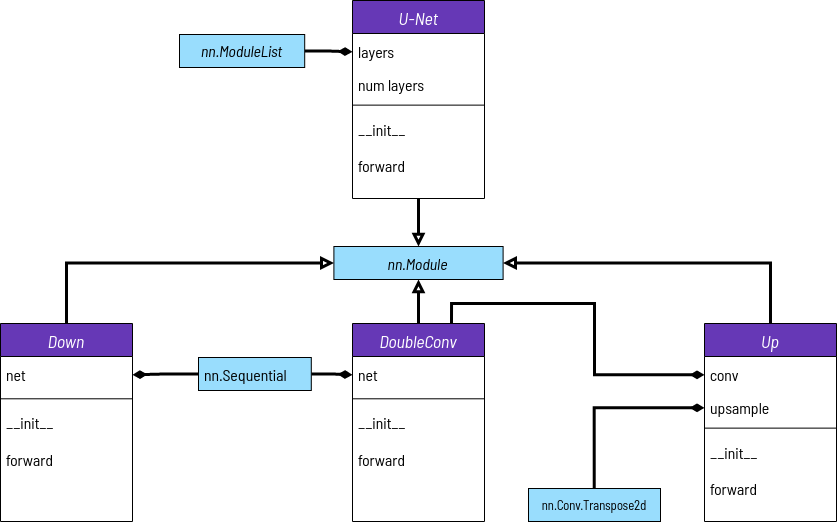 U-Net
nn.ModuleList
layers
num layers
__init__
forward
nn.Module
Down
net
__init__
forward
nn.Sequential
DoubleConv
net
__init__
forward
Up
conv
upsample
__init__
forward
nn.Conv.Transpose2d